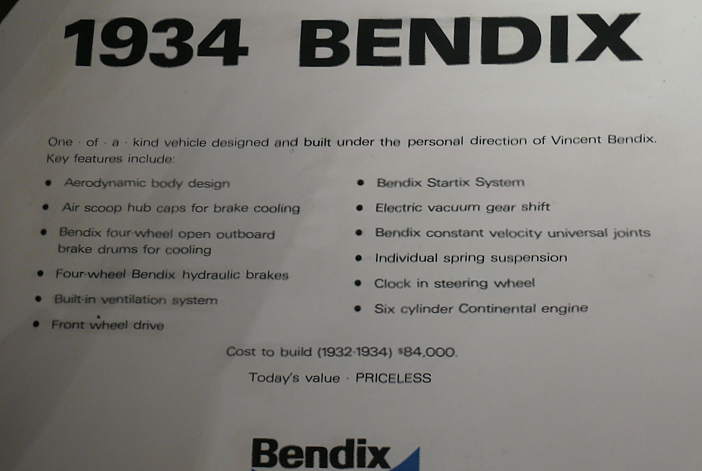 1934 BENDIX
One · of · a · kind vehicle designed and built under the personal direction of Vincent Bendix.
Key features include:
• Aerodynamic body design
• Air scoop hub caps for brake cooling
• Bendix four-wheel open outboard
brake drums for cooling
• Four-wheel Bendix hydraulic brakes
• Built-in ventilation system
• Front wheel drive
• Bendix Startix System
• Electric vacuum gear shift
• Bendix constant velocity universal joints
• Individual spring suspension
• Clock in steering wheel
• Six cylinder Continental engine
Cost to build (1932-1934) $84,000.
Today's value · PRICELESS
Bendix